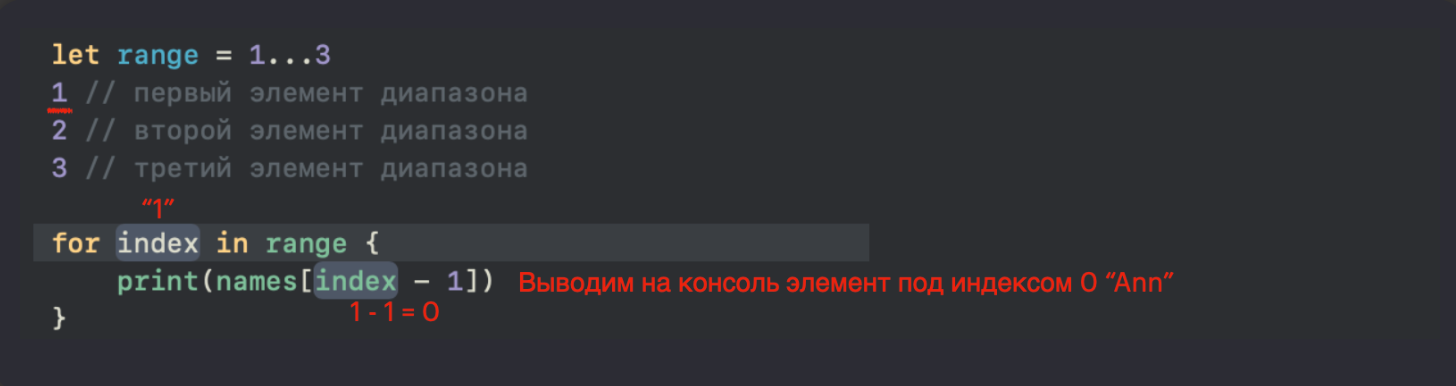 let range = 1...3
1 // первый элемент диапазона
2 // второй элемент диапазона
3 // третий элемент диапазона
“1”
for index in range {
print(names[index - 1]) Выводим на консоль элемент под индексом 0 “Ann”
1 - 1 = 0
}